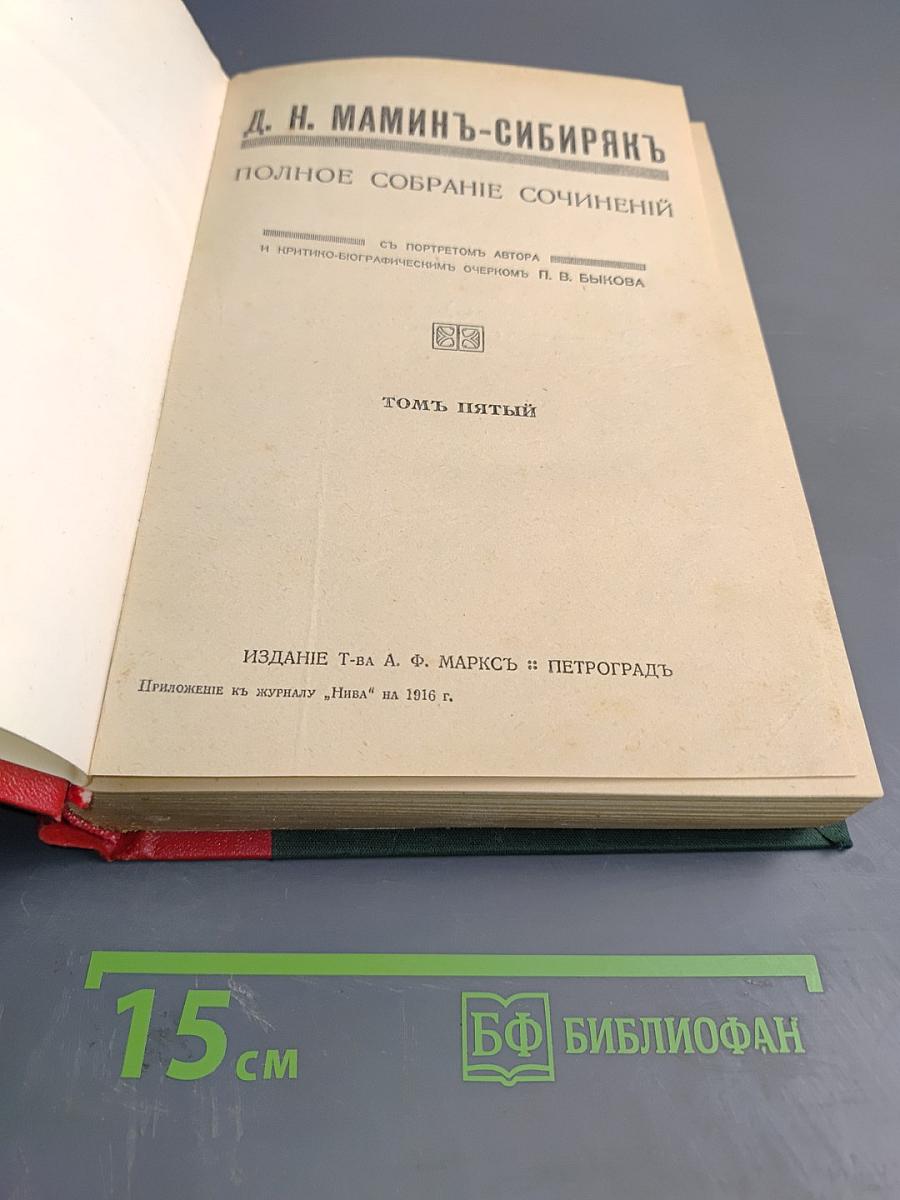 Д. Н. МАМИНЪ-СИБИРЯКЪ
ПОЛНОЕ СОБРАНІЕ СОЧИНЕНІЙ
СЪ ПОРТРЕТОМЪ АВТОРА
И КРИТИКО-БІОГРАФИЧЕСКИМЪ ОЧЕРКОМЪ П. В. БЫКОВА
ТОМЪ ПЯТЫЙ
ИЗДАНІЕ Т-ВА А. Ф. МАРКСЪ :: ПЕТРОГРАДЪ
ПРИЛОЖЕНІЕ КЪ ЖУРНАЛУ „НИВА“ НА 1916 Г.
15 см
БФ БИБЛИОФАН